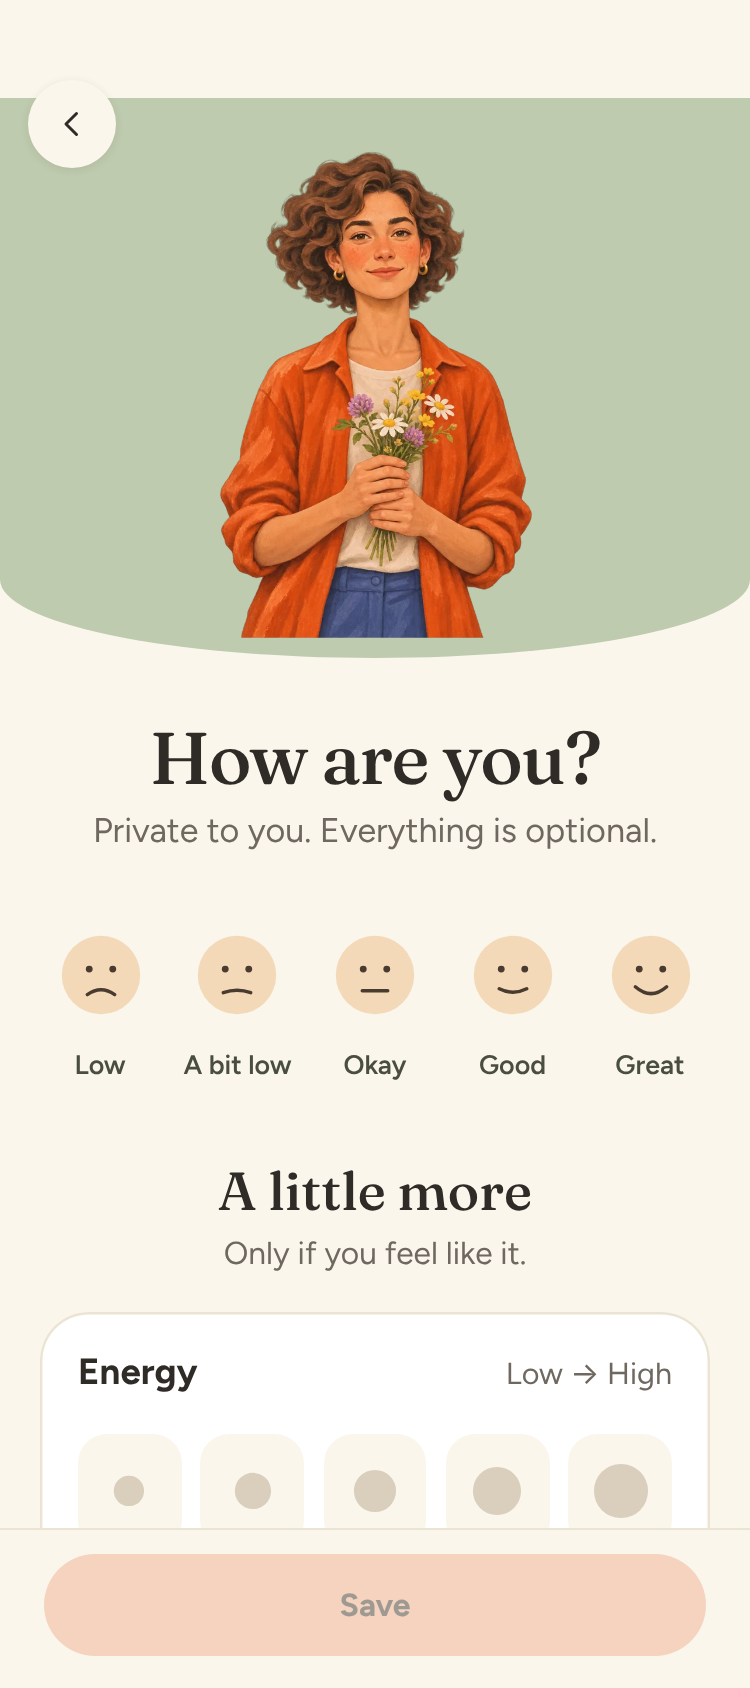 How are you?
Private to you. Everything is optional.
Low
A bit low
Okay
Good
Great
A little more
Only if you feel like it.
Energy
Low → High
Save